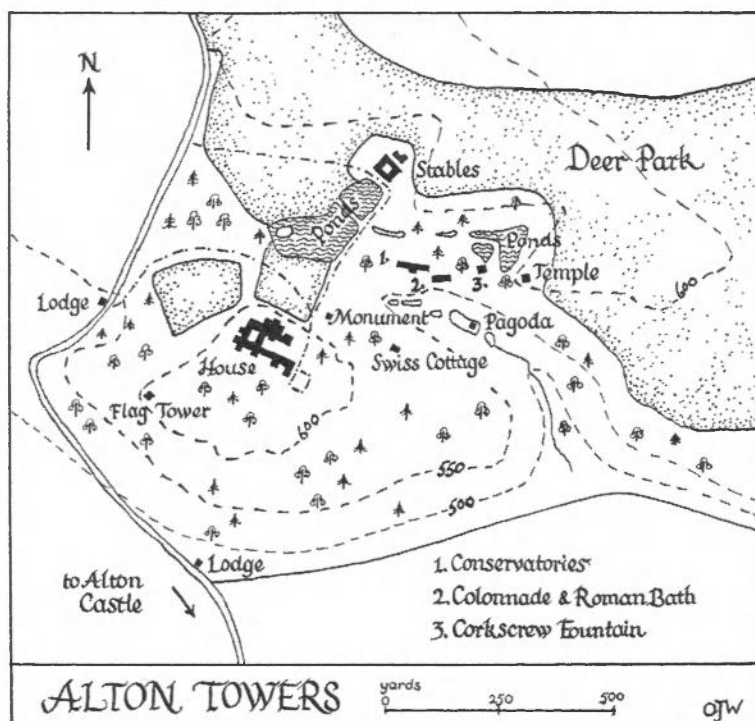 N
Stables
Deer Park
Ponds
Ponds
1.
2.
3.
Temple
600
Lodge
Monument
Pagoda
House
Swiss Cottage
Flag Tower
600
550
500
Lodge
to Alton
Castle
1. Conservatories
2. Colonnade & Roman Bath
3. Corkscrew Fountain
ALTON TOWERS
yards
0 250 500
OJW